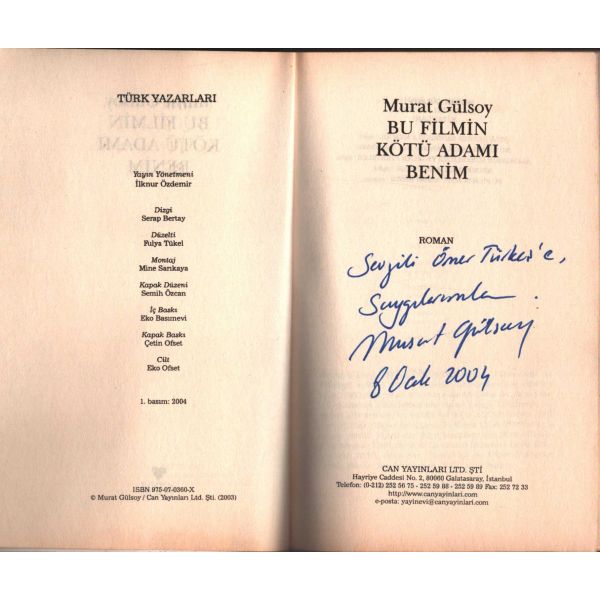 TÜRK YAZARLARI
Yayın Yönetmeni
İlknur Özdemir
Dizgi
Serap Bertay
Düzelti
Fulya Tükel
Montaj
Mine Sarıkaya
Kapak Düzeni
Semih Özcan
İç Baskı
Eko Basımevi
Kapak Baskı
Çetin Ofset
Cilt
Eko Ofset
1. basım: 2004
ISBN 975-07-0360-X
© Murat Gülsoy / Can Yayınları Ltd. Şti. (2003)
Murat Gülsoy
BU FİLMİN
KÖTÜ ADAMI
BENİM
ROMAN
Sevgili Ömer Türkeş'e,
Saygılarımla.
Murat Gülsoy
8 Ocak 2004
CAN YAYINLARI LTD. ŞTİ
Hayriye Caddesi No. 2, 80060 Galatasaray, İstanbul
Telefon: (0-212) 252 56 75 - 252 59 88 - 252 59 89 Fax: 252 72 33
http://www.canyayinlari.com
e-posta: yayinevi@canyayinlari.com